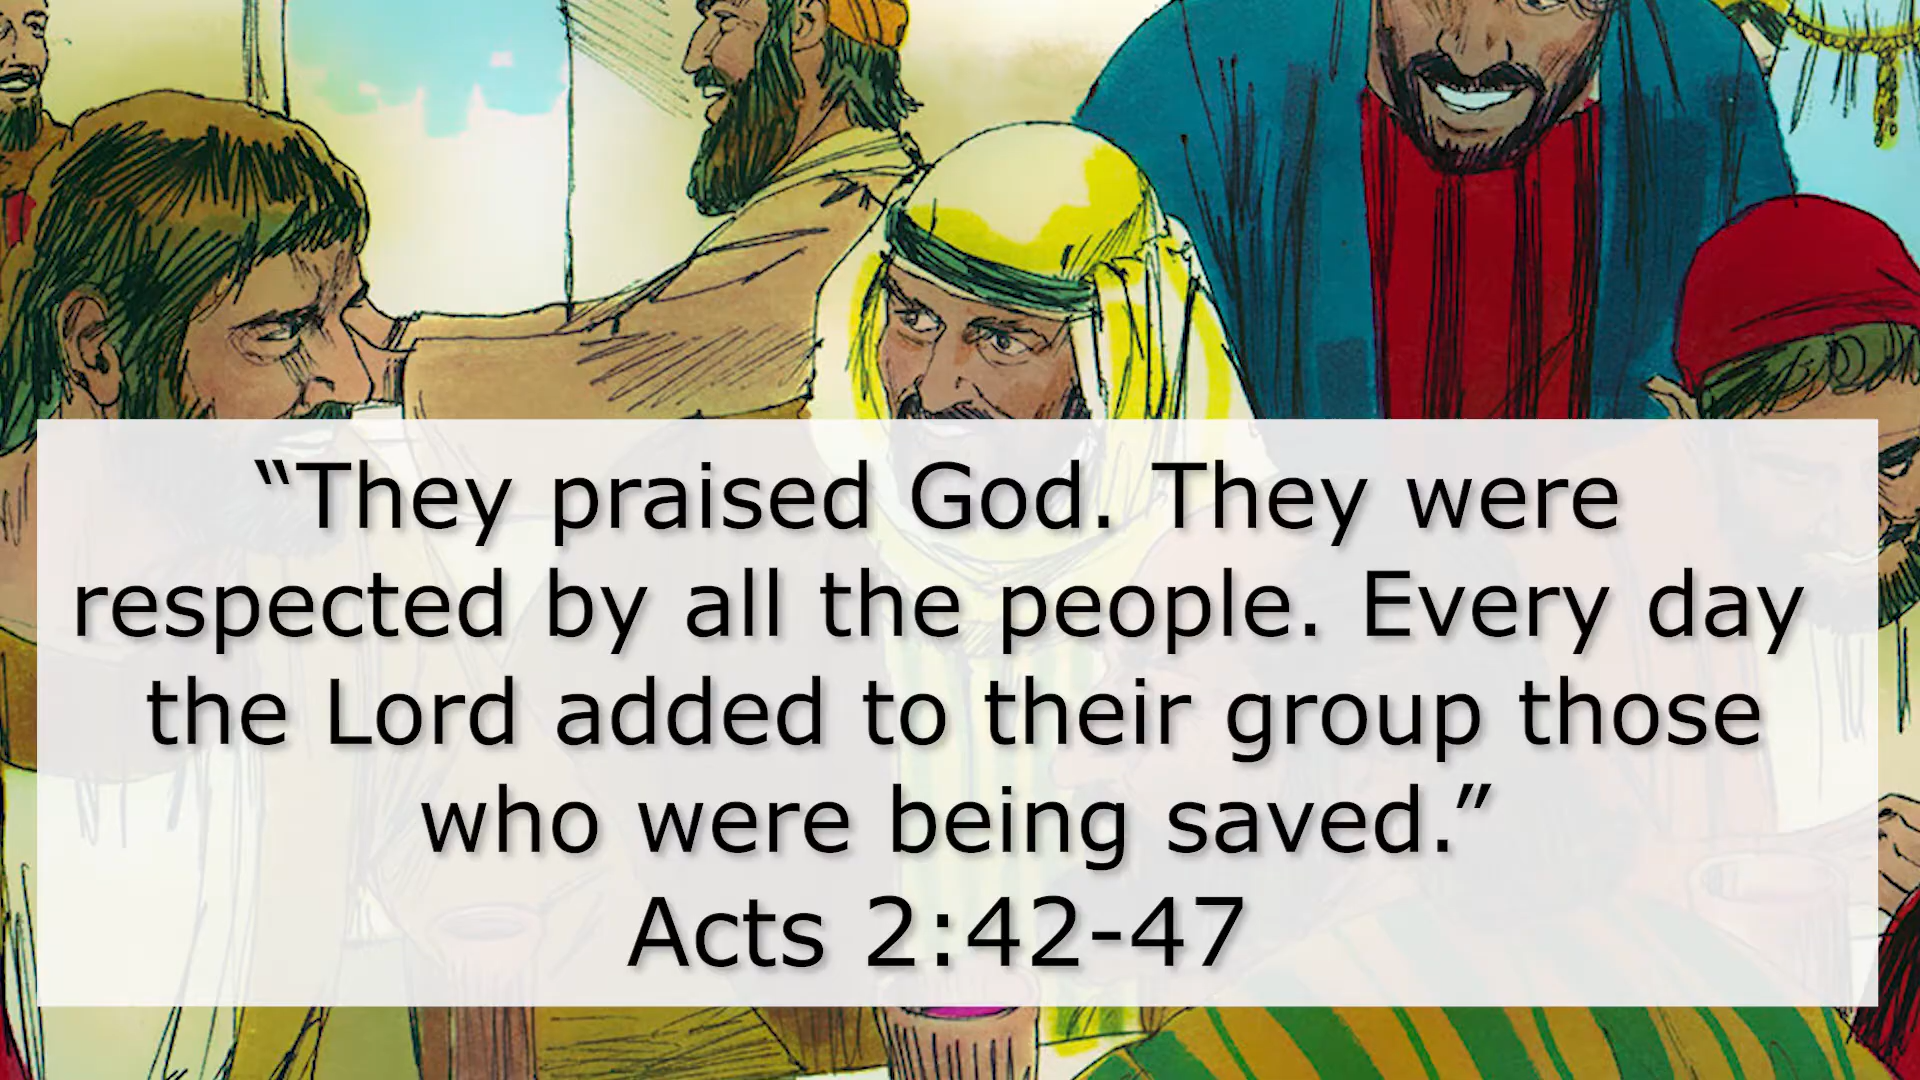 “They praised God. They were
respected by all the people. Every day
the Lord added to their group those
who were being saved.”
Acts 2:42-47